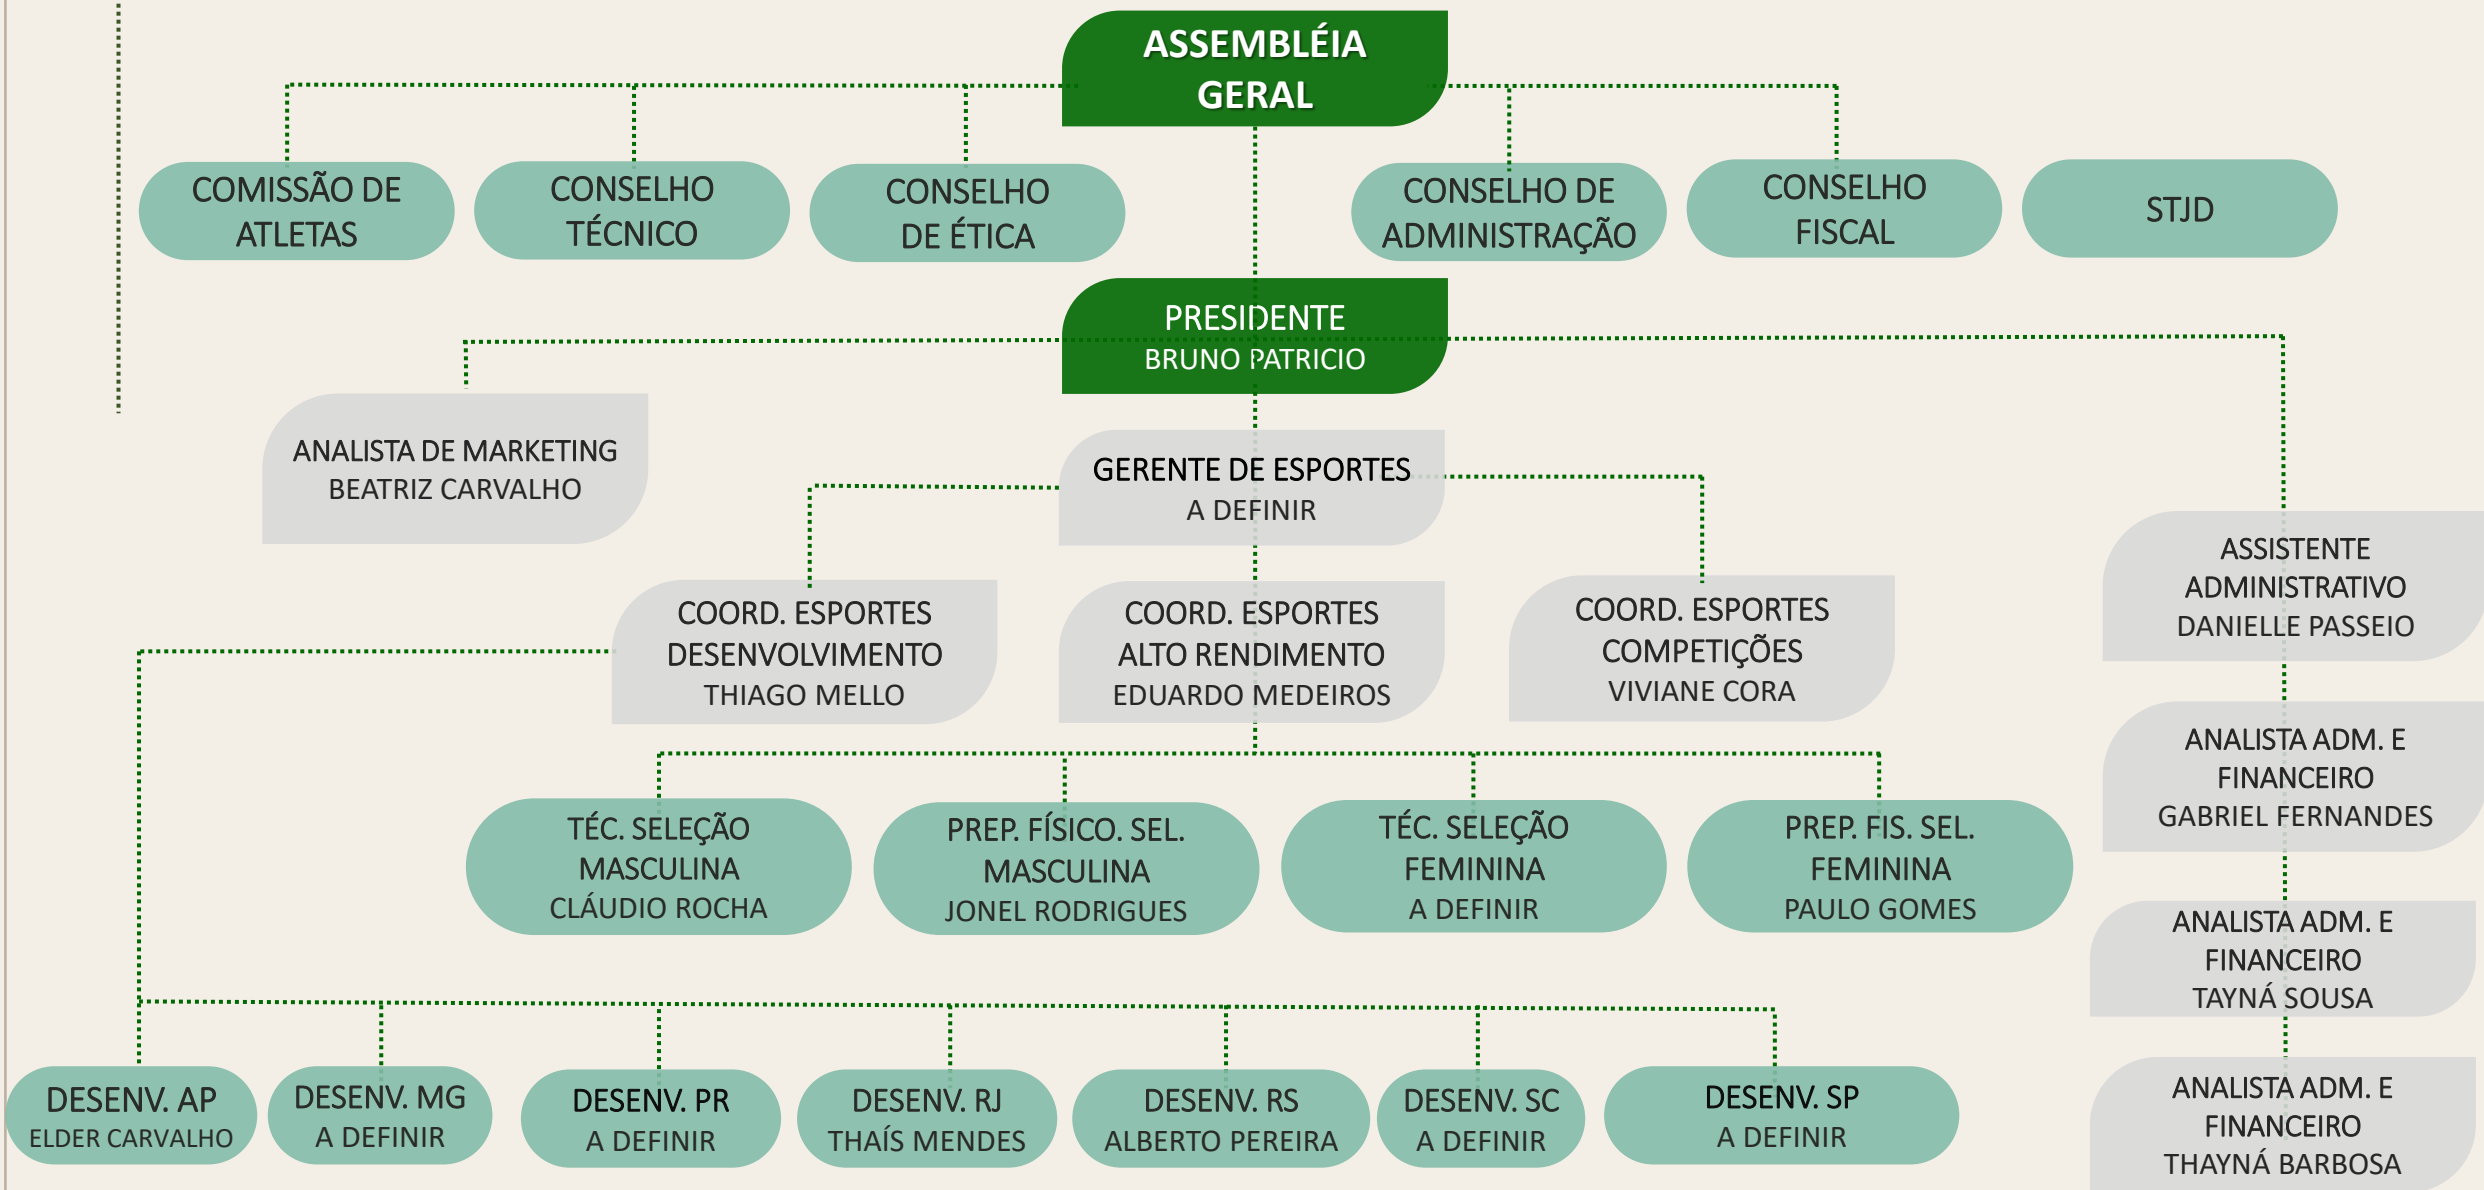 ASSEMBLÉIA
GERAL
COMISSÃO DE
ATLETAS
CONSELHO
TÉCNICO
CONSELHO
DE ÉTICA
CONSELHO DE
ADMINISTRAÇÃO
CONSELHO
FISCAL
STJD
PRESIDENTE
BRUNO PATRICIO
ANALISTA DE MARKETING
BEATRIZ CARVALHO
GERENTE DE ESPORTES
A DEFINIR
COORD. ESPORTES
DESENVOLVIMENTO
THIAGO MELLO
COORD. ESPORTES
ALTO RENDIMENTO
EDUARDO MEDEIROS
COORD. ESPORTES
COMPETIÇÕES
VIVIANE CORA
ASSISTENTE
ADMINISTRATIVO
DANIELLE PASSEIO
ANALISTA ADM. E
FINANCEIRO
GABRIEL FERNANDES
TÉC. SELEÇÃO
MASCULINA
CLÁUDIO ROCHA
PREP. FÍSICO. SEL.
MASCULINA
JONEL RODRIGUES
TÉC. SELEÇÃO
FEMININA
A DEFINIR
PREP. FIS. SEL.
FEMININA
PAULO GOMES
ANALISTA ADM. E
FINANCEIRO
TAYNÁ SOUSA
DESENV. AP
ELDER CARVALHO
DESENV. MG
A DEFINIR
DESENV. PR
A DEFINIR
DESENV. RJ
THAÍS MENDES
DESENV. RS
ALBERTO PEREIRA
DESENV. SC
A DEFINIR
DESENV. SP
A DEFINIR
ANALISTA ADM. E
FINANCEIRO
THAYNÁ BARBOSA